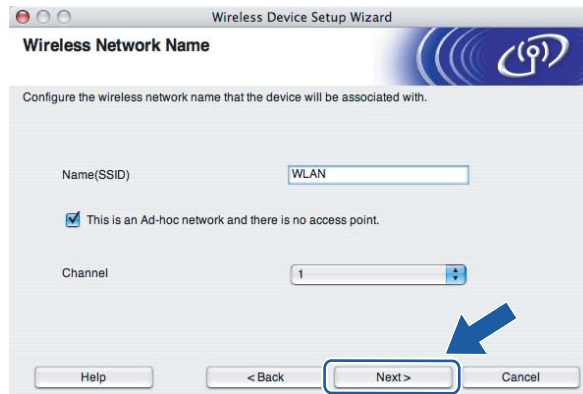 Wireless Device Setup Wizard
Wireless Network Name
Configure the wireless network name that the device will be associated with.
Name(SSID) WLAN
This is an Ad-hoc network and there is no access point.
Channel 1
Help <Back Next> Cancel